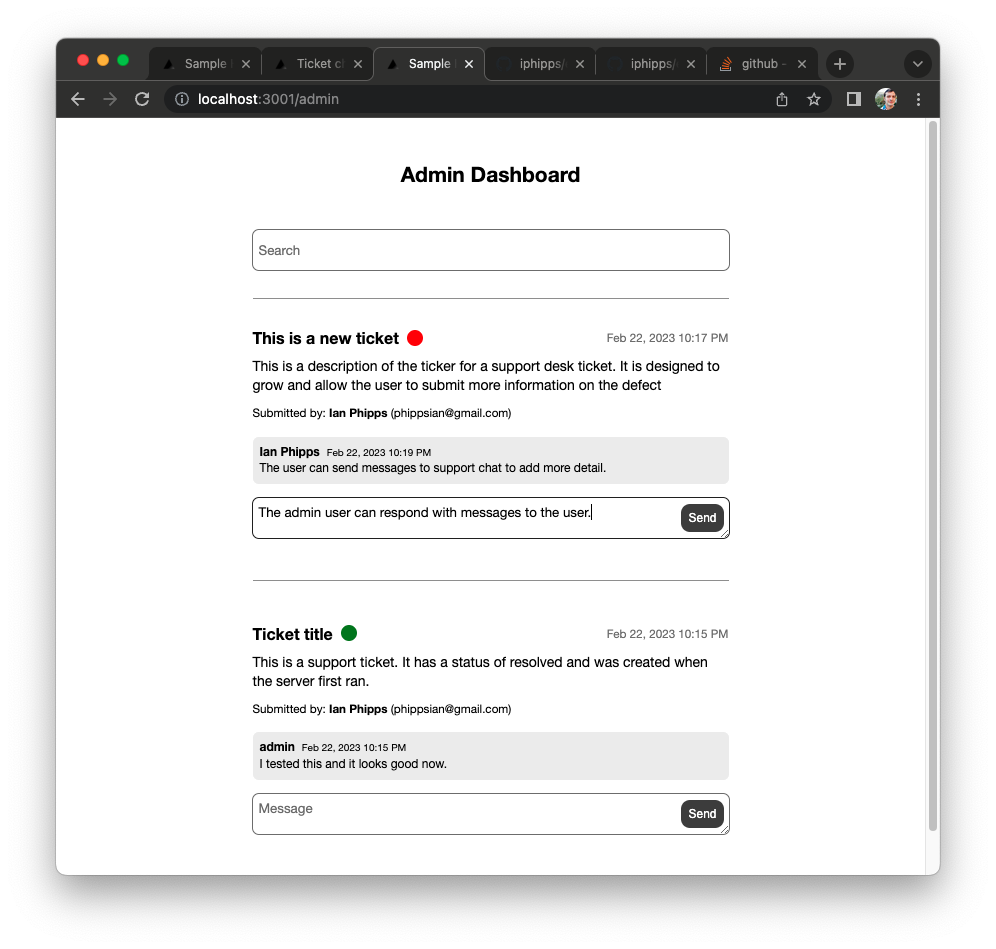 Sample
Ticket c
Sample
iphipps/
iphipps/
github -
localhost:3001/admin
Admin Dashboard
Search
This is a new ticket
Feb 22, 2023 10:17 PM
This is a description of the ticker for a support desk ticket. It is designed to
grow and allow the user to submit more information on the defect
Submitted by: Ian Phipps (phippsian@gmail.com)
Ian Phipps Feb 22, 2023 10:19 PM
The user can send messages to support chat to add more detail.
The admin user can respond with messages to the user.
Send
Ticket title
Feb 22, 2023 10:15 PM
This is a support ticket. It has a status of resolved and was created when
the server first ran.
Submitted by: Ian Phipps (phippsian@gmail.com)
admin Feb 22, 2023 10:15 PM
I tested this and it looks good now.
Message
Send